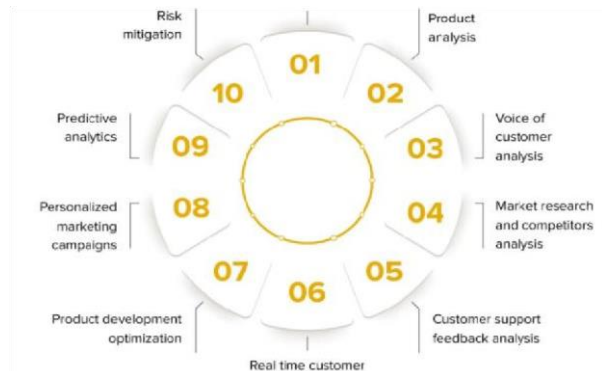 Risk
mitigation
Product
analysis
01
10
02
Predictive
analytics
09
03
Voice of
customer
analysis
Personalized
marketing
campaigns
08
04
Market research
and competitors
analysis
07
05
06
Product development
optimization
Customer support
feedback analysis
Real time customer